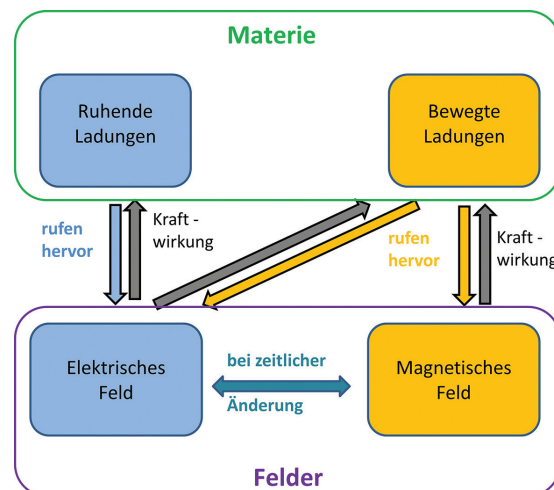 Materie
Ruhende
Ladungen
Bewegte
Ladungen
rufen
hervor
Kraft -
wirkung
rufen
hervor
Kraft -
wirkung
Elektrisches
Feld
bei zeitlicher
Änderung
Magnetisches
Feld
Felder